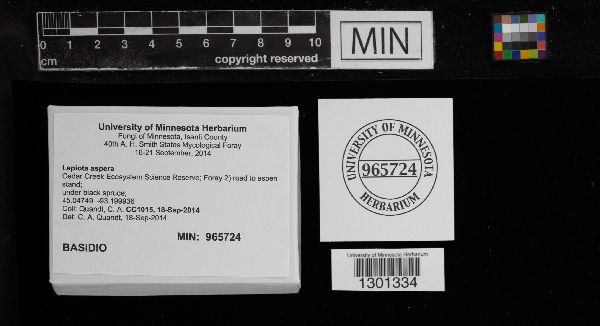 0 1 2 3 4 5 6 7 8 9 10
cm
copyright reserved
MIN
University of Minnesota Herbarium
Fungi of Minnesota, Isanti County
40th A. H. Smith States Mycological Foray
18-21 September, 2014
Lepiota aspera
Cedar Creek Ecosystem Science Reserve; Foray 2) road to aspen
stand;
under black spruce;
45.04749 -93.199936
Coll: Quandt, C. A. CC1015, 18-Sep-2014
Det: C. A. Quandt, 18-Sep-2014
MIN: 965724
BASIDIO
UNIVERSITY OF MINNESOTA
965724
HERBARIUM
University of Minnesota Herbarium
1301334